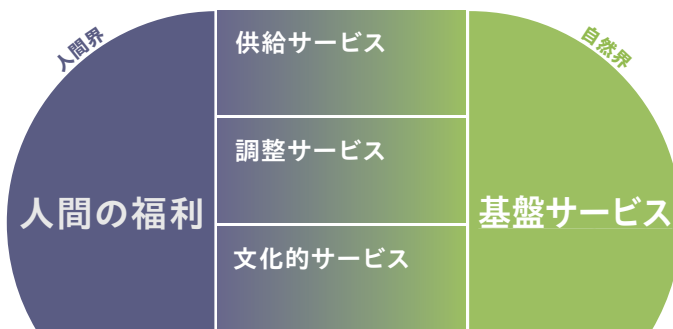 人間界
人間の福利
供給サービス
調整サービス
文化的サービス
自然界
基盤サービス